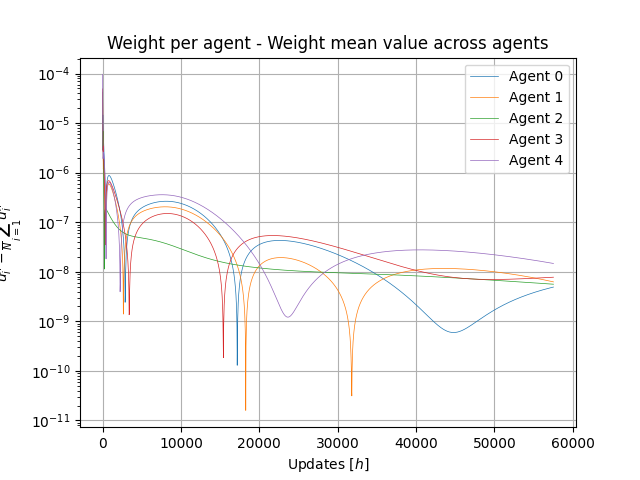 Weight per agent - Weight mean value across agents
10⁻⁴
10⁻⁵
10⁻⁶
10⁻⁷
10⁻⁸
10⁻⁹
10⁻¹⁰
10⁻¹¹
Agent 0
Agent 1
Agent 2
Agent 3
Agent 4
0
10000
20000
30000
40000
50000
60000
Updates [h]